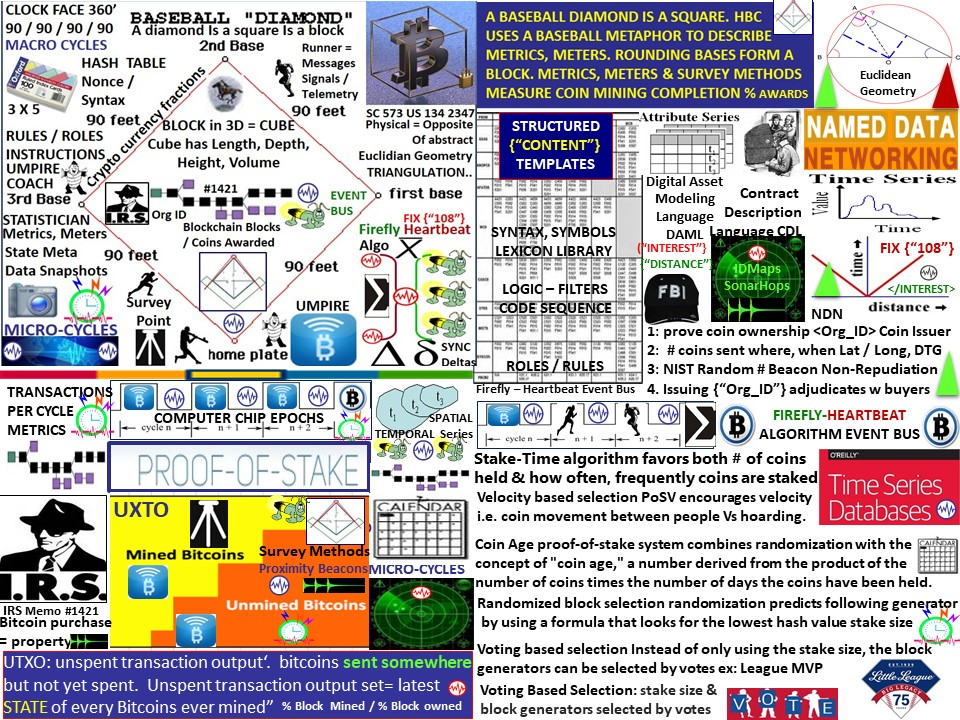 CLOCK FACE 360’
90 / 90 / 90 / 90
MACRO CYCLES
HASH TABLE
Nonce /
Syntax
90 feet
Oxford
3 X 5
RULES / ROLES
INSTRUCTIONS
UMPIRE
COACH
3rd Base
STATISTICIAN
Metrics, Meters
State Meta
Data Snapshots
MICRO-CYCLES
BASEBALL "DIAMOND"
A diamond Is a square Is a block
2nd Base
Runner =
Messages
Signals /
Telemetry
90 feet
Crypto currency fractions
BLOCK in 3D = CUBE
Cube has Length, Depth,
Height, Volume
#1421
I.R.S.
Org ID
Blockchain Blocks
/ Coins Awarded
EVENT
BUS
first base
90 feet
90 feet
Survey
Point
UMPIRE
home plate
SC 573 US 134 2347
Physical = Opposite
Of abstract
Euclidian Geometry
TRIANGULATION..
FIX {“108”}
Firefly Heartbeat
Algo
SYNC
Deltas
A BASEBALL DIAMOND IS A SQUARE. HBC
USES A BASEBALL METAPHOR TO DESCRIBE
METRICS, METERS. ROUNDING BASES FORM A
BLOCK. METRICS, METERS & SURVEY METHODS
MEASURE COIN MINING COMPLETION % AWARDS
A
B
C
O
Euclidean
Geometry
STRUCTURED
{“CONTENT”}
TEMPLATES
SYNTAX, SYMBOLS
LEXICON LIBRARY
LOGIC – FILTERS
CODE SEQUENCE
ROLES / RULES
Attribute Series
Digital Asset
Modeling
Language
DAML
Contract
Description
Language CDL
{“INTEREST”}
{“DISTANCE”}
FBI
IDMaps
SonarHops
NAMED DATA
NETWORKING
Time Series
Value
Time
time
FIX {“108”}
</INTEREST>
distance
NDN
1: prove coin ownership <Org_ID> Coin Issuer
2: # coins sent where, when Lat / Long, DTG
3: NIST Random # Beacon Non-Repudiation
4. Issuing {“Org_ID”} adjudicates w buyers
TRANSACTIONS
PER CYCLE
METRICS
COMPUTER CHIP EPOCHS
cycle n
n + 1
n + 2
t1
t2
t3
SPATIAL
TEMPORAL Series
Firefly – Heartbeat Event Bus
cycle n
n + 1
n + 2
FIREFLY-HEARTBEAT
ALGORITHM EVENT BUS
PROOF-OF-STAKE
I.R.S.
IRS Memo #1421
Bitcoin purchase
= property
UXTO
Mined Bitcoins
Survey Methods
Proximity Beacons
Unmined Bitcoins
CALENDAR
MICRO-CYCLES
UTXO: unspent transaction output‘. bitcoins sent somewhere
but not yet spent. Unspent transaction output set= latest
STATE of every Bitcoins ever mined” % Block Mined / % Block owned
Stake-Time algorithm favors both # of coins
held & how often, frequently coins are staked
Velocity based selection PoSV encourages velocity
i.e. coin movement between people Vs hoarding.
O'REILLY
Time Series
Databases
Coin Age proof-of-stake system combines randomization with the
concept of "coin age," a number derived from the product of the
number of coins times the number of days the coins have been held.
CALENDAR
Randomized block selection randomization predicts following generator
by using a formula that looks for the lowest hash value stake size
Voting based selection Instead of only using the stake size, the block
generators can be selected by votes ex: League MVP
Voting Based Selection: stake size &
block generators selected by votes
VOTE
Little League
BIG LEGACY
75
YEARS